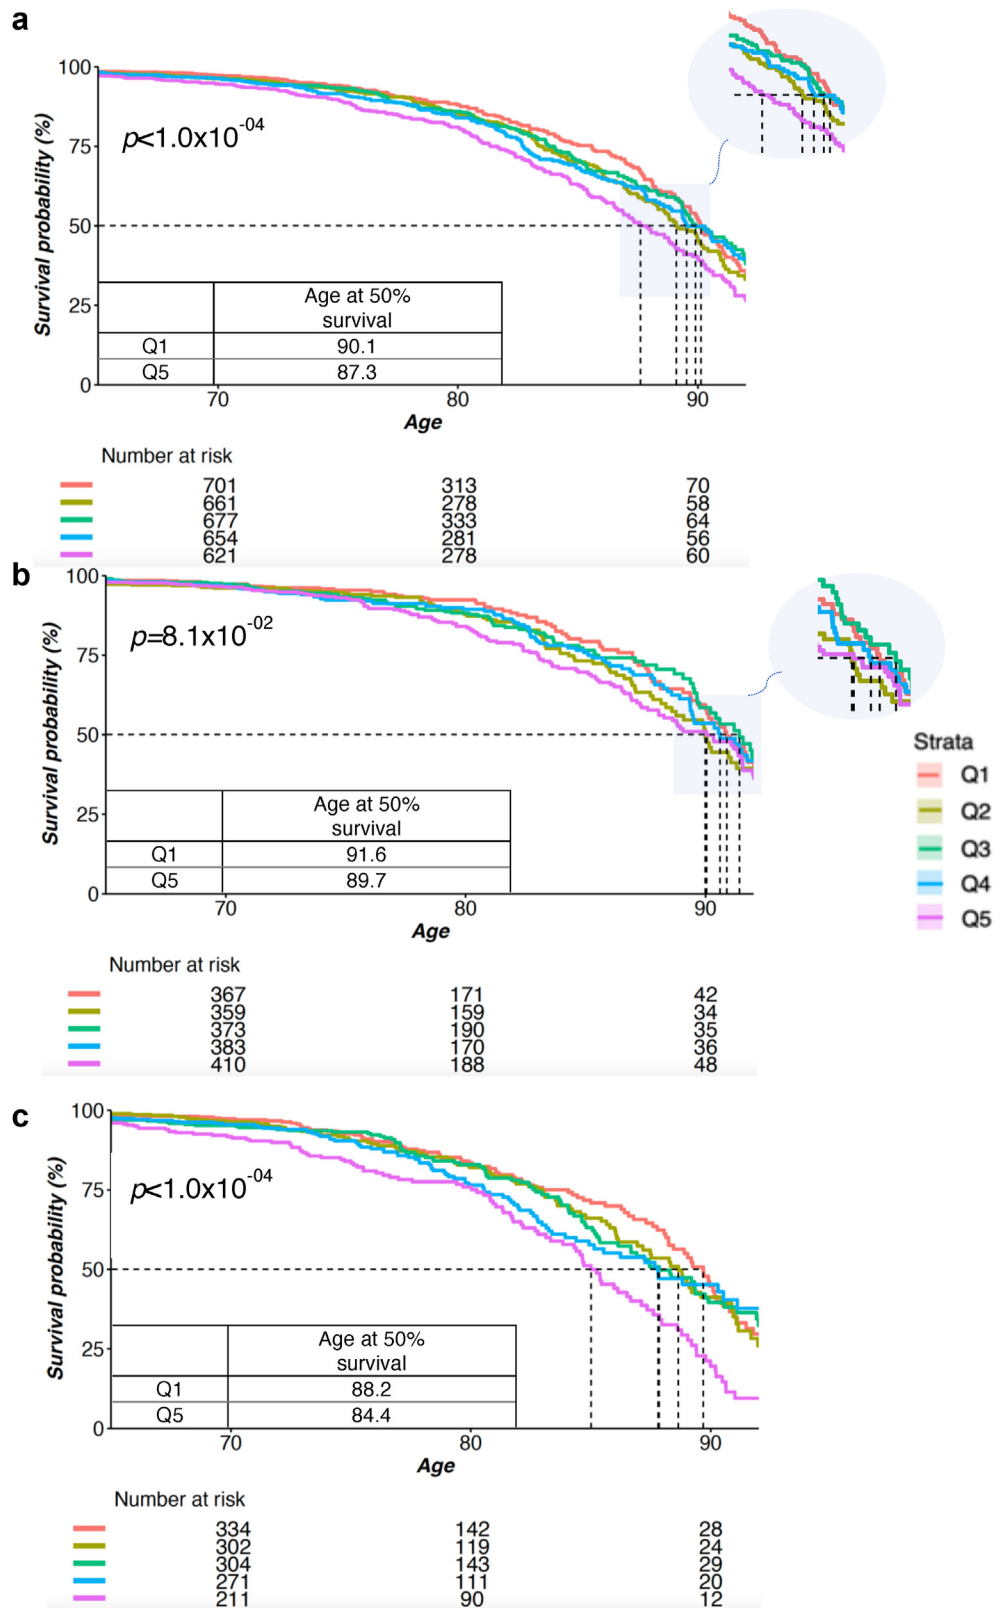 a
100
75
50
25
0
Survival probability (%)
p<1.0x10-04
Age at 50%
survival
Q1 90.1
Q5 87.3
70 80 90
Age
Number at risk
701 313 70
661 278 58
677 333 64
654 281 56
621 278 60
b
100
75
50
25
0
Survival probability (%)
p=8.1x10-02
Age at 50%
survival
Q1 91.6
Q5 89.7
70 80 90
Age
Strata
Q1
Q2
Q3
Q4
Q5
Number at risk
367 171 42
359 159 34
373 190 35
383 170 36
410 188 48
c
100
75
50
25
0
Survival probability (%)
p<1.0x10-04
Age at 50%
survival
Q1 88.2
Q5 84.4
70 80 90
Age
Number at risk
334 142 28
302 119 24
304 143 29
271 111 20
211 90 12